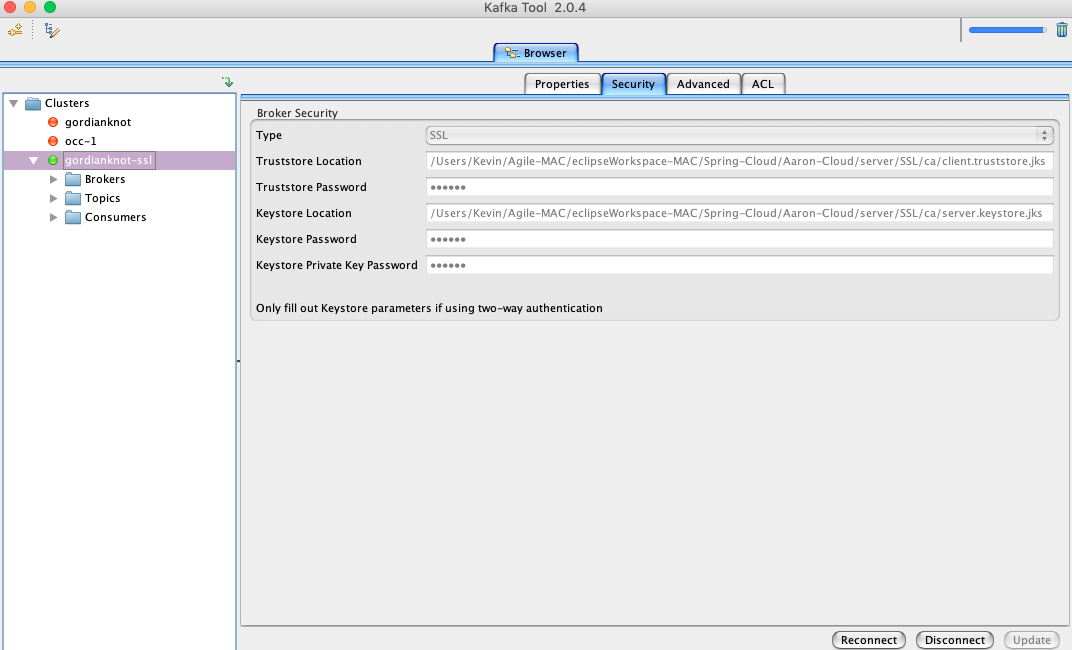 Kafka Tool 2.0.4
Browser
Properties Security Advanced ACL
Clusters
gordianknot
occ-1
gordianknot-ssl
Brokers
Topics
Consumers
Broker Security
Type SSL
Truststore Location /Users/Kevin/Agile-MAC/eclipseWorkspace-MAC/Spring-Cloud/Aaron-Cloud/server/SSL/ca/client.truststore.jks
Truststore Password ••••••
Keystore Location /Users/Kevin/Agile-MAC/eclipseWorkspace-MAC/Spring-Cloud/Aaron-Cloud/server/SSL/ca/server.keystore.jks
Keystore Password ••••••
Keystore Private Key Password ••••••
Only fill out Keystore parameters if using two-way authentication
Reconnect Disconnect Update